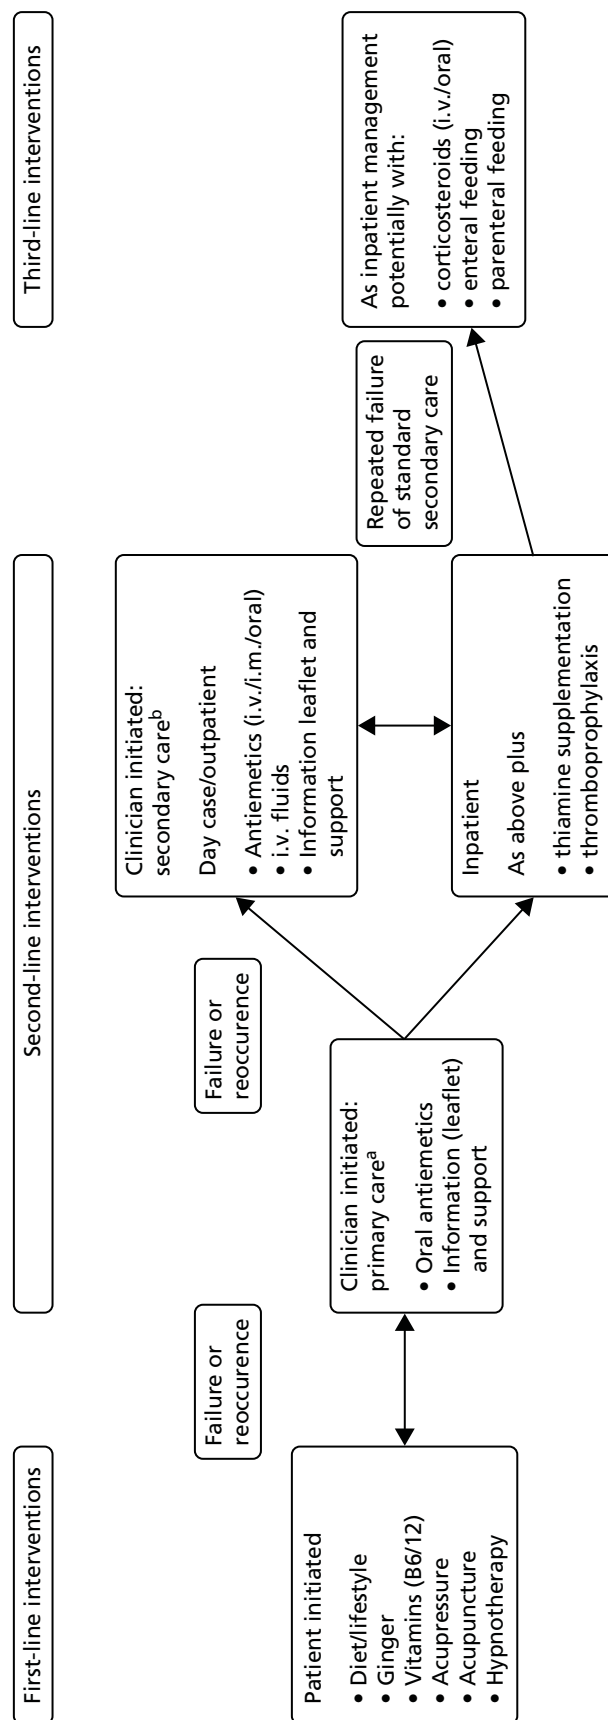 First-line interventions
Second-line interventions
Third-line interventions
Patient initiated
• Diet/lifestyle
• Ginger
• Vitamins (B6/12)
• Acupressure
• Acupuncture
• Hypnotherapy
Failure or
reoccurence
Clinician initiated:
primary careᵃ
• Oral antiemetics
• Information (leaflet)
and support
Failure or
reoccurence
Clinician initiated:
secondary careᵇ
Day case/outpatient
• Antiemetics (i.v./i.m./oral)
• i.v. fluids
• Information leaflet and
support
Inpatient
As above plus
• thiamine supplementation
• thromboprophylaxis
Repeated failure
of standard
secondary care
As inpatient management
potentially with:
• corticosteroids (i.v./oral)
• enteral feeding
• parenteral feeding